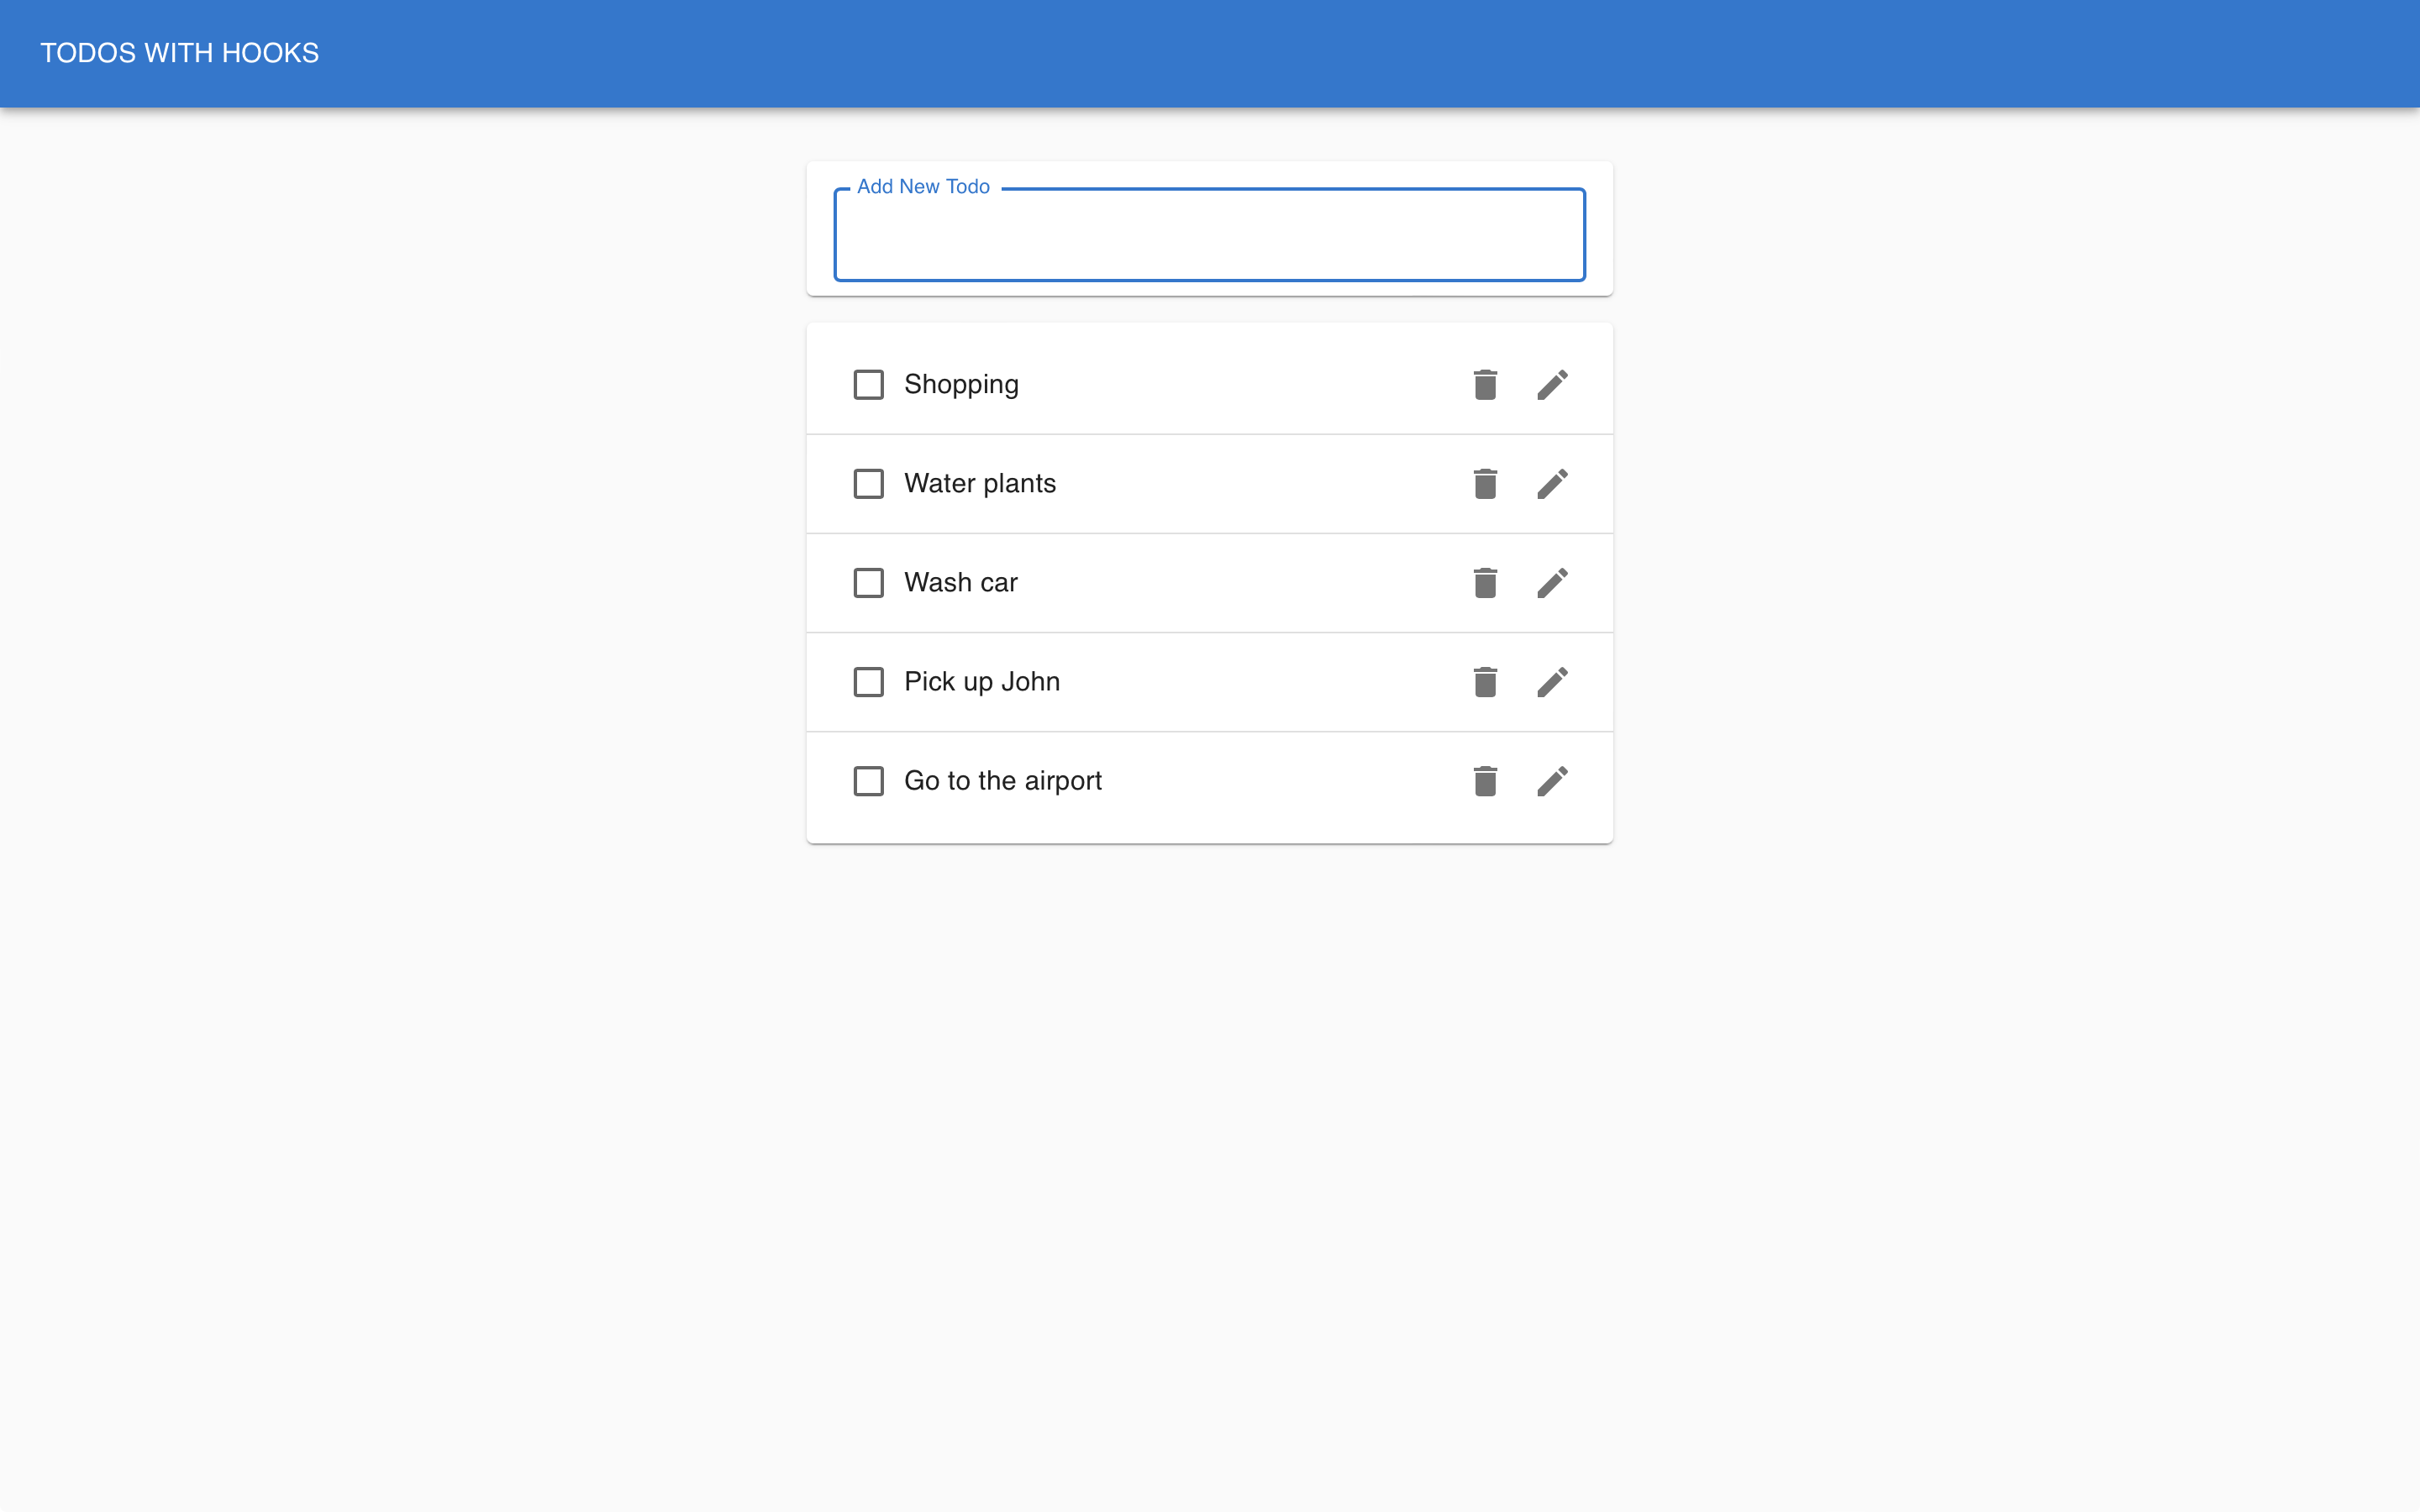 TODOS WITH HOOKS
Add New Todo
Shopping
Water plants
Wash car
Pick up John
Go to the airport